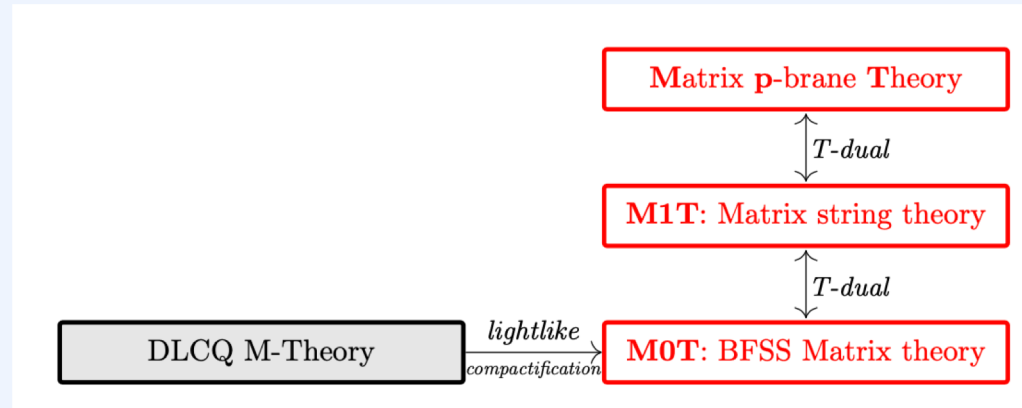 Matrix p-brane Theory
T-dual
M1T: Matrix string theory
T-dual
DLCQ M-Theory
lightlike
compactification
M0T: BFSS Matrix theory